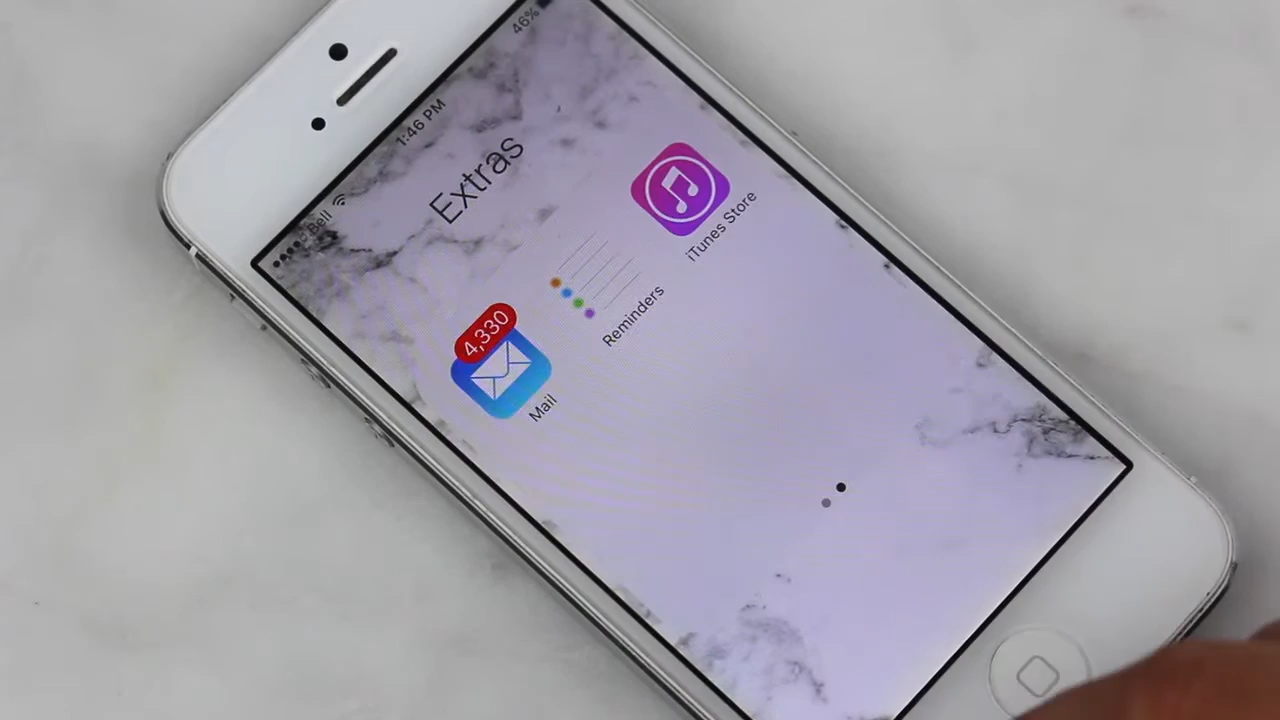 Bell 1:46 PM 46%
Extras
4,330
Mail
Reminders
iTunes Store